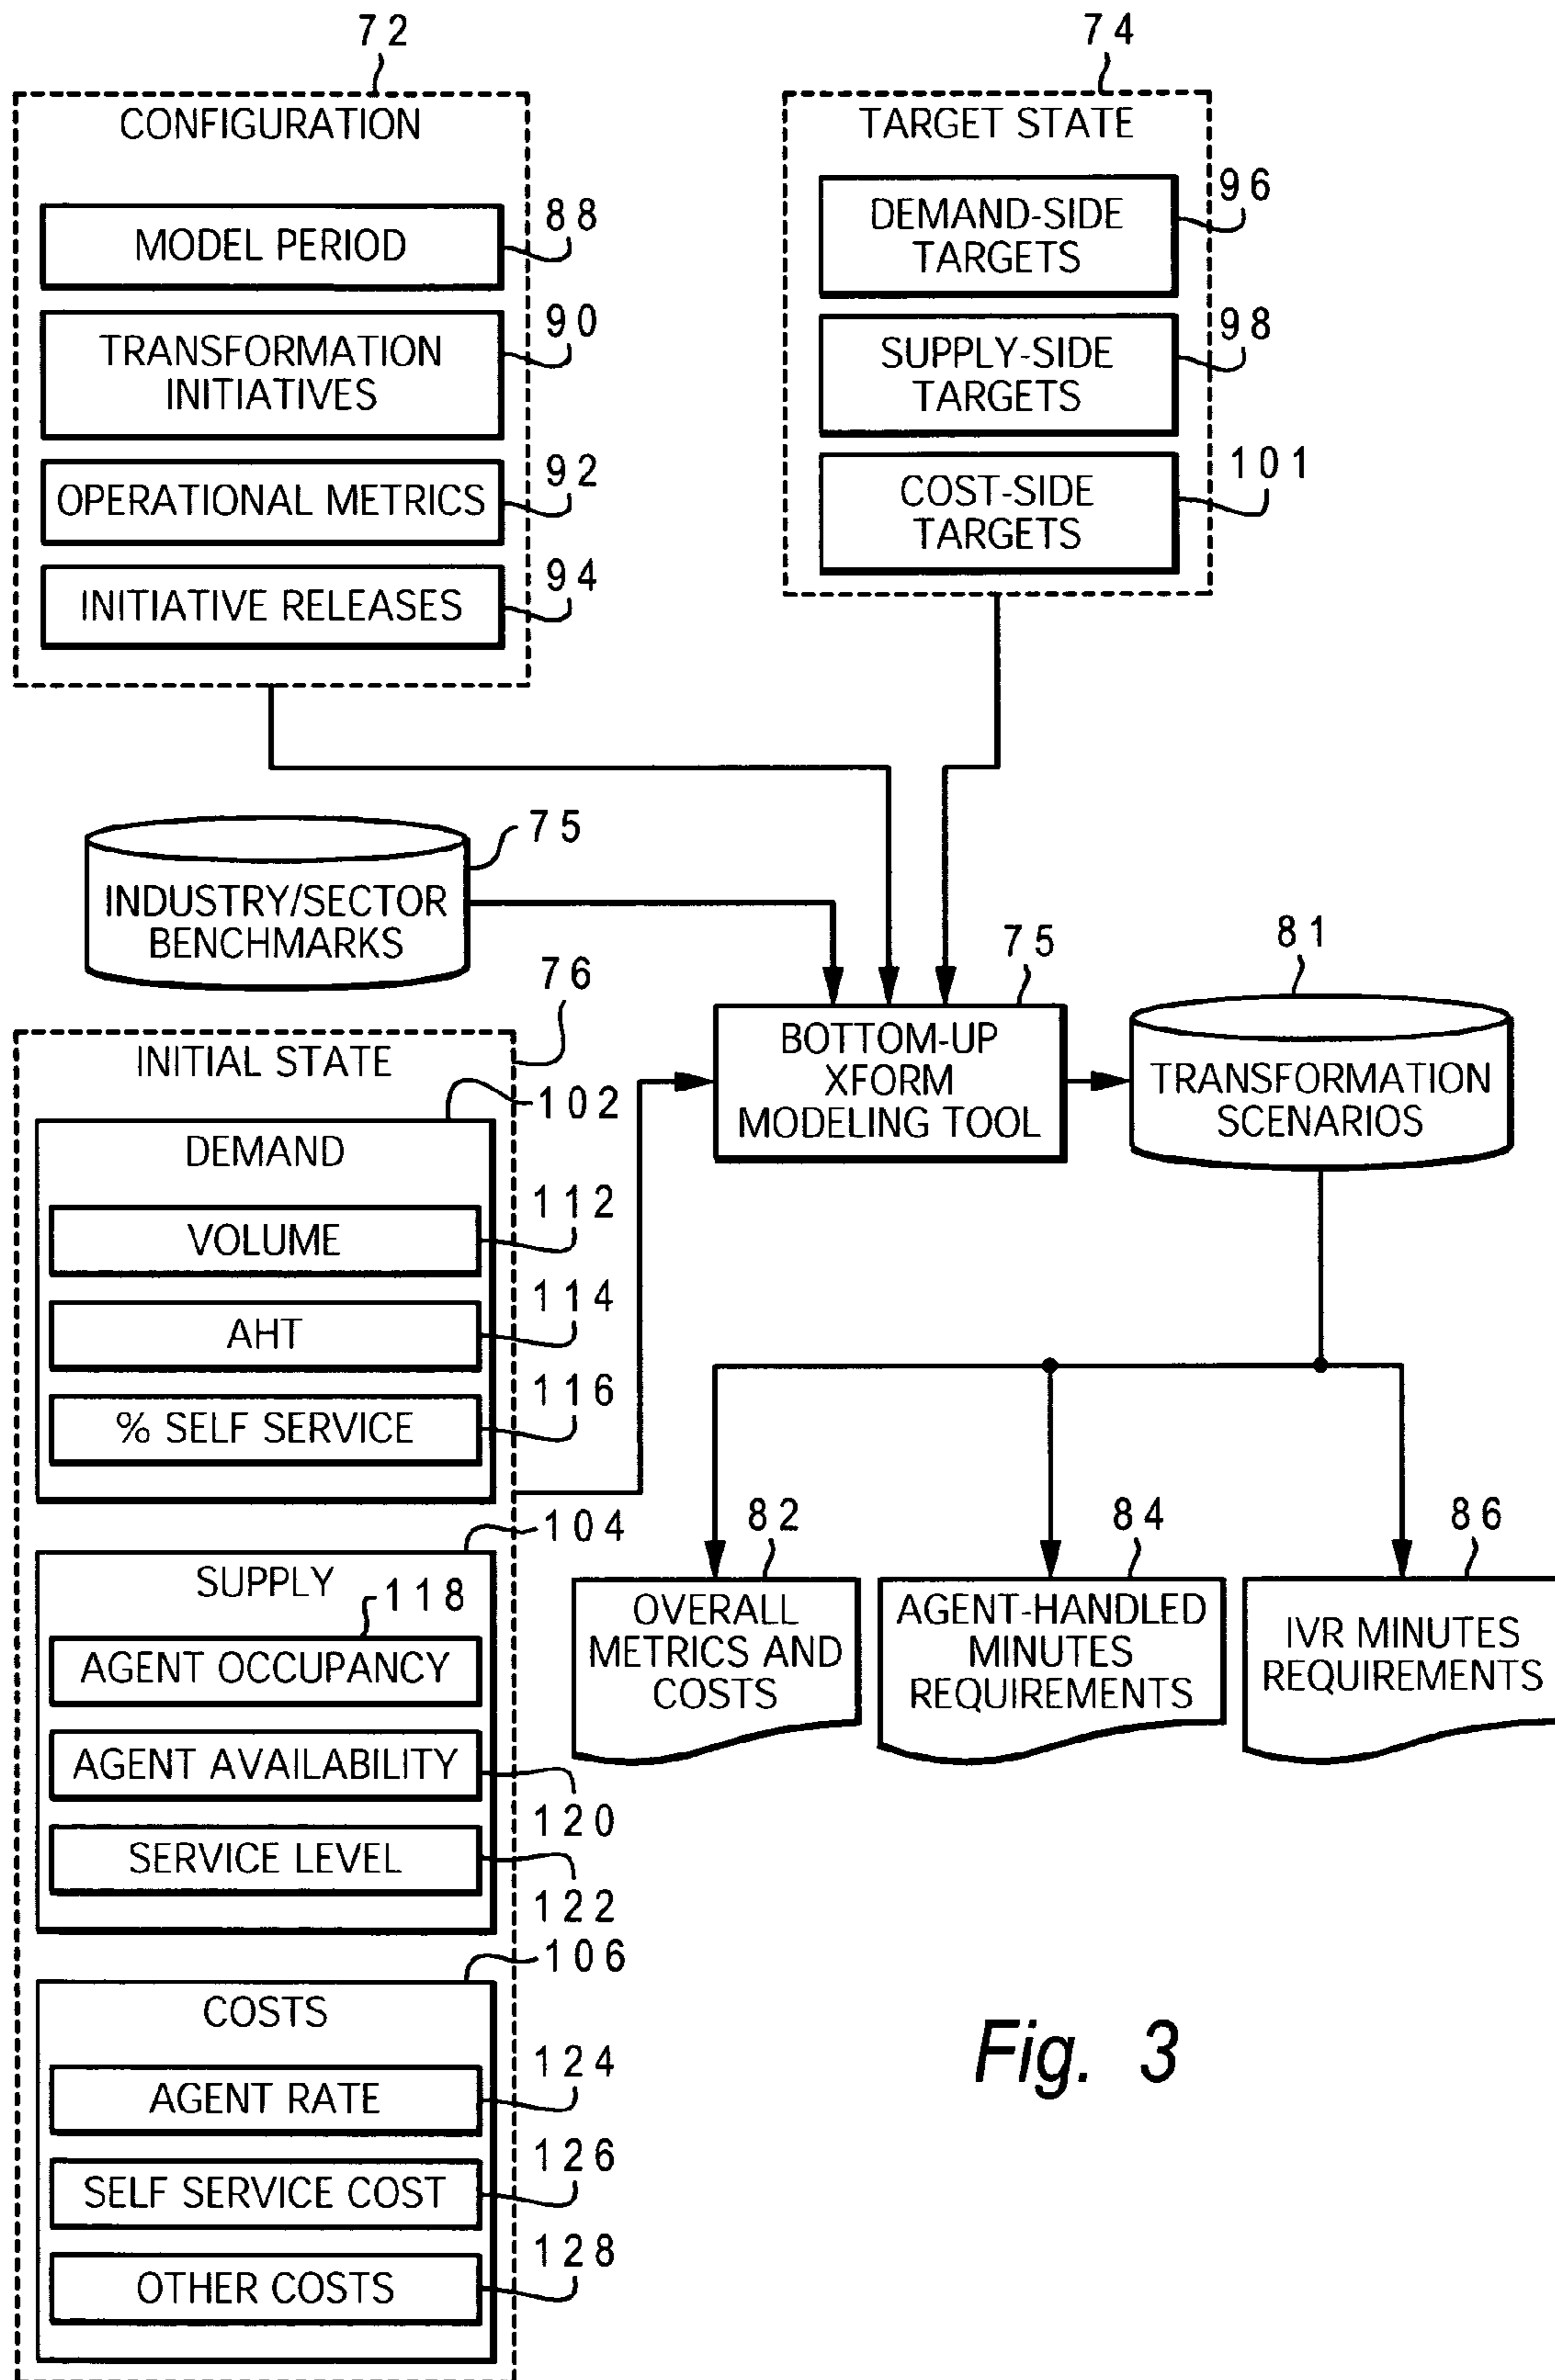 72
CONFIGURATION
MODEL PERIOD
88
TRANSFORMATION
INITIATIVES
90
OPERATIONAL METRICS
92
INITIATIVE RELEASES
94
74
TARGET STATE
DEMAND-SIDE
TARGETS
96
SUPPLY-SIDE
TARGETS
98
COST-SIDE
TARGETS
101
75
INDUSTRY/SECTOR
BENCHMARKS
76
INITIAL STATE
102
DEMAND
VOLUME
112
AHT
114
% SELF SERVICE
116
104
SUPPLY
118
AGENT OCCUPANCY
AGENT AVAILABILITY
120
SERVICE LEVEL
122
106
COSTS
AGENT RATE
124
SELF SERVICE COST
126
OTHER COSTS
128
75
BOTTOM-UP
XFORM
MODELING TOOL
81
TRANSFORMATION
SCENARIOS
82
OVERALL
METRICS AND
COSTS
84
AGENT-HANDLED
MINUTES
REQUIREMENTS
86
IVR MINUTES
REQUIREMENTS
Fig. 3